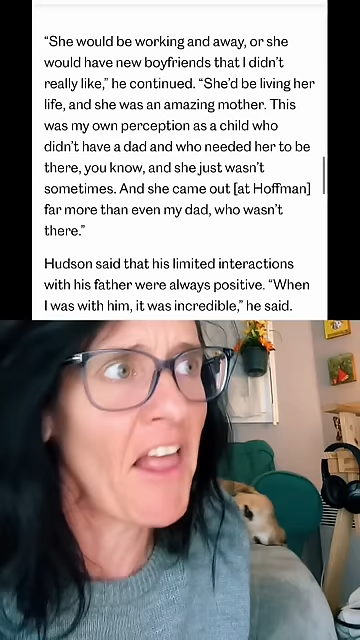 “She would be working and away, or she
would have new boyfriends that I didn’t
really like,” he continued. “She’d be living her
life, and she was an amazing mother. This
was my own perception as a child who
didn’t have a dad and who needed her to be
there, you know, and she just wasn’t
sometimes. And she came out [at Hoffman]
far more than even my dad, who wasn’t
there.”
Hudson said that his limited interactions
with his father were always positive. “When
I was with him, it was incredible,” he said.